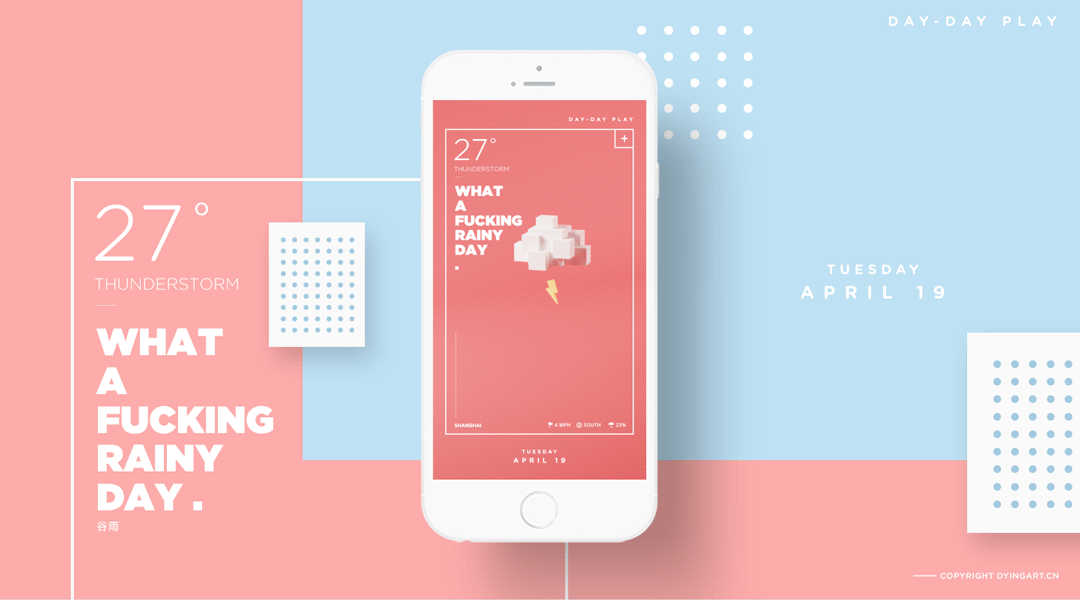 DAY-DAY PLAY
27°
THUNDERSTORM
WHAT
A
FUCKING
RAINY
DAY .
谷雨
DAY-DAY PLAY
+
27°
THUNDERSTORM
WHAT
A
FUCKING
RAINY
DAY
.
SHANGHAI
4 MPH SOUTH 23%
TUESDAY
APRIL 19
TUESDAY
APRIL 19
COPYRIGHT DYINGART.CN